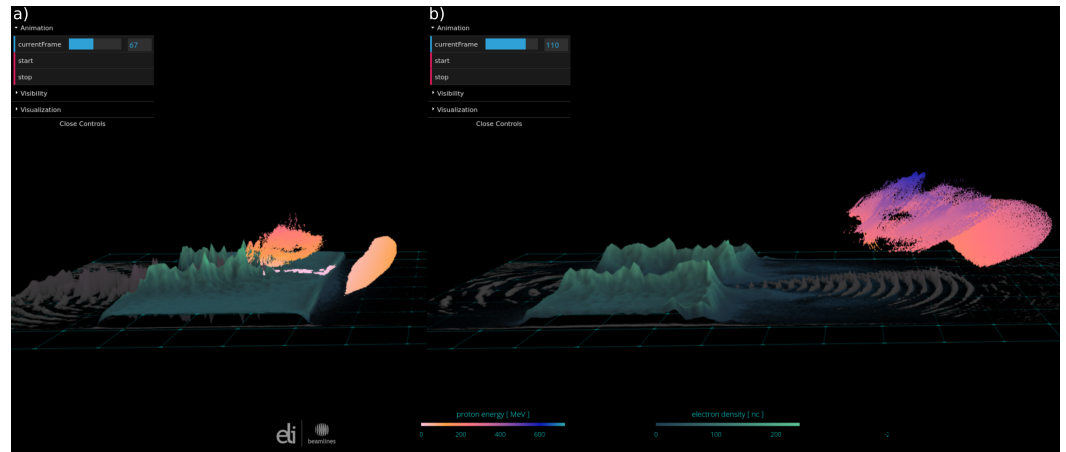 a)
Animation
currentFrame 67
start
stop
Visibility
Visualization
Close Controls
b)
Animation
currentFrame 110
start
stop
Visibility
Visualization
Close Controls
eli beamlines
proton energy [ MeV ]
0 200 400 600
electron density [ nc ]
0 100 200
-2